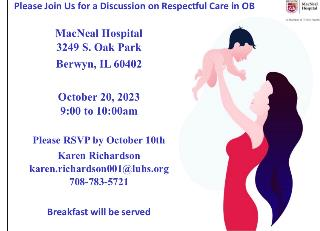 Please Join Us for a Discussion on Respectful Care in OB
MacNeal
Hospital
MacNeal Hospital
3249 S. Oak Park
Berwyn, IL 60402
October 20, 2023
9:00 to 10:00am
Please RSVP by October 10th
Karen Richardson
karen.richardson001@luhs.org
708-783-5721
Breakfast will be served